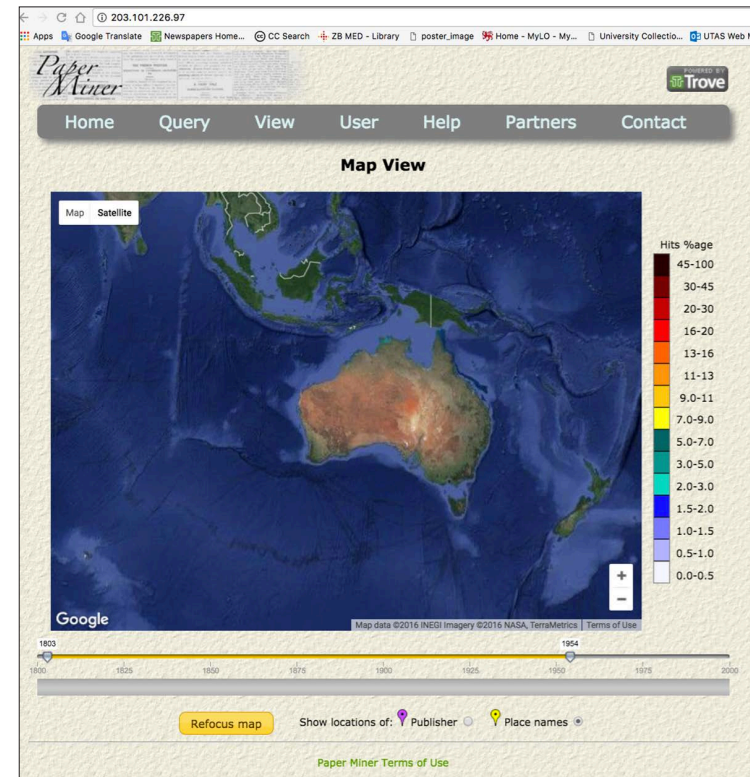 203.101.226.97
Apps Google Translate Newspapers Home... CC Search ZB MED - Library poster_image Home - MyLO - My... University Collectio... UTAS Web M
Paper Miner
POWERED BY
Trove
Home Query View User Help Partners Contact
Map View
Map Satellite
Hits %age
45-100
30-45
20-30
16-20
13-16
11-13
9.0-11
7.0-9.0
5.0-7.0
3.0-5.0
2.0-3.0
1.5-2.0
1.0-1.5
0.5-1.0
0.0-0.5
+
−
Google
Map data ©2016 INEGI Imagery ©2016 NASA, TerraMetrics Terms of Use
1803 1954
1800 1825 1850 1875 1900 1925 1950 1975 2000
Refocus map Show locations of: Publisher Place names
Paper Miner Terms of Use